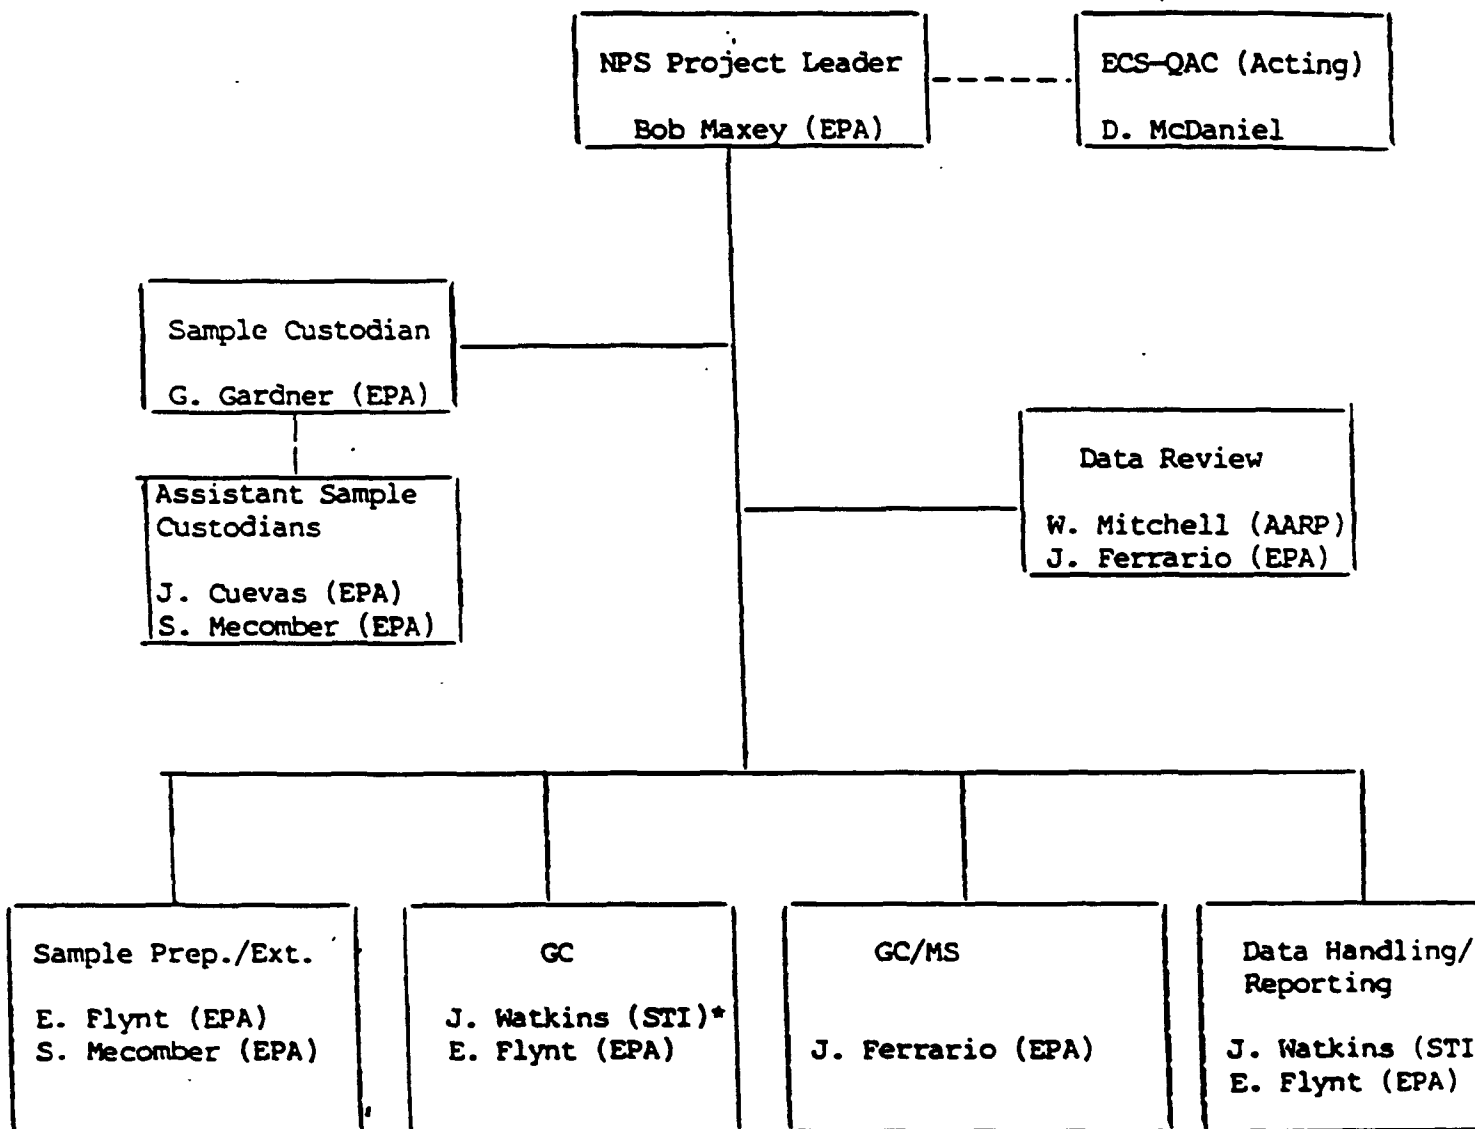 NPS Project Leader
Bob Maxey (EPA)
ECS-QAC (Acting)
D. McDaniel
Sample Custodian
G. Gardner (EPA)
Assistant Sample
Custodians
J. Cuevas (EPA)
S. Mecomber (EPA)
Data Review
W. Mitchell (AARP)
J. Ferrario (EPA)
Sample Prep./Ext.
E. Flynt (EPA)
S. Mecomber (EPA)
GC
J. Watkins (STI)*
E. Flynt (EPA)
GC/MS
J. Ferrario (EPA)
Data Handling/
Reporting
J. Watkins (STI
E. Flynt (EPA)